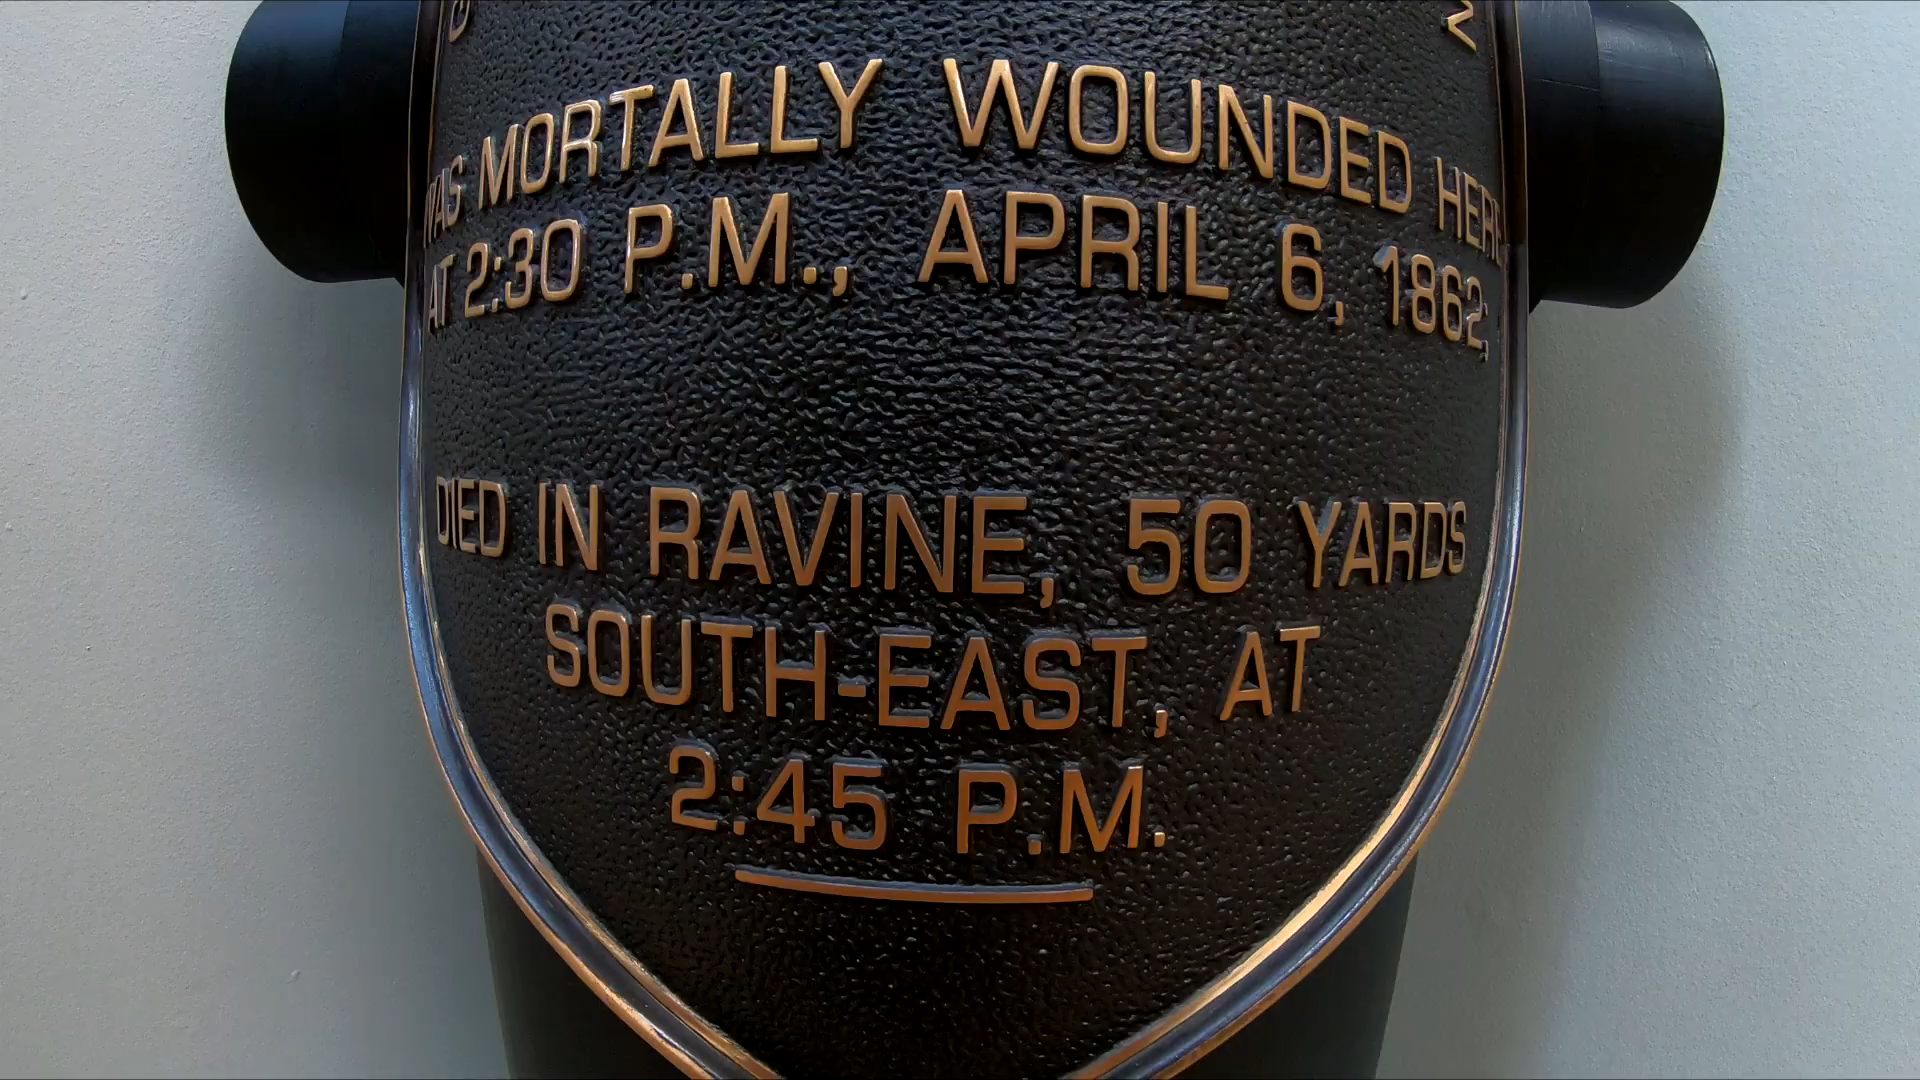 WAS MORTALLY WOUNDED HERE
AT 2:30 P.M., APRIL 6, 1862;
DIED IN RAVINE, 50 YARDS
SOUTH-EAST, AT
2:45 P.M.